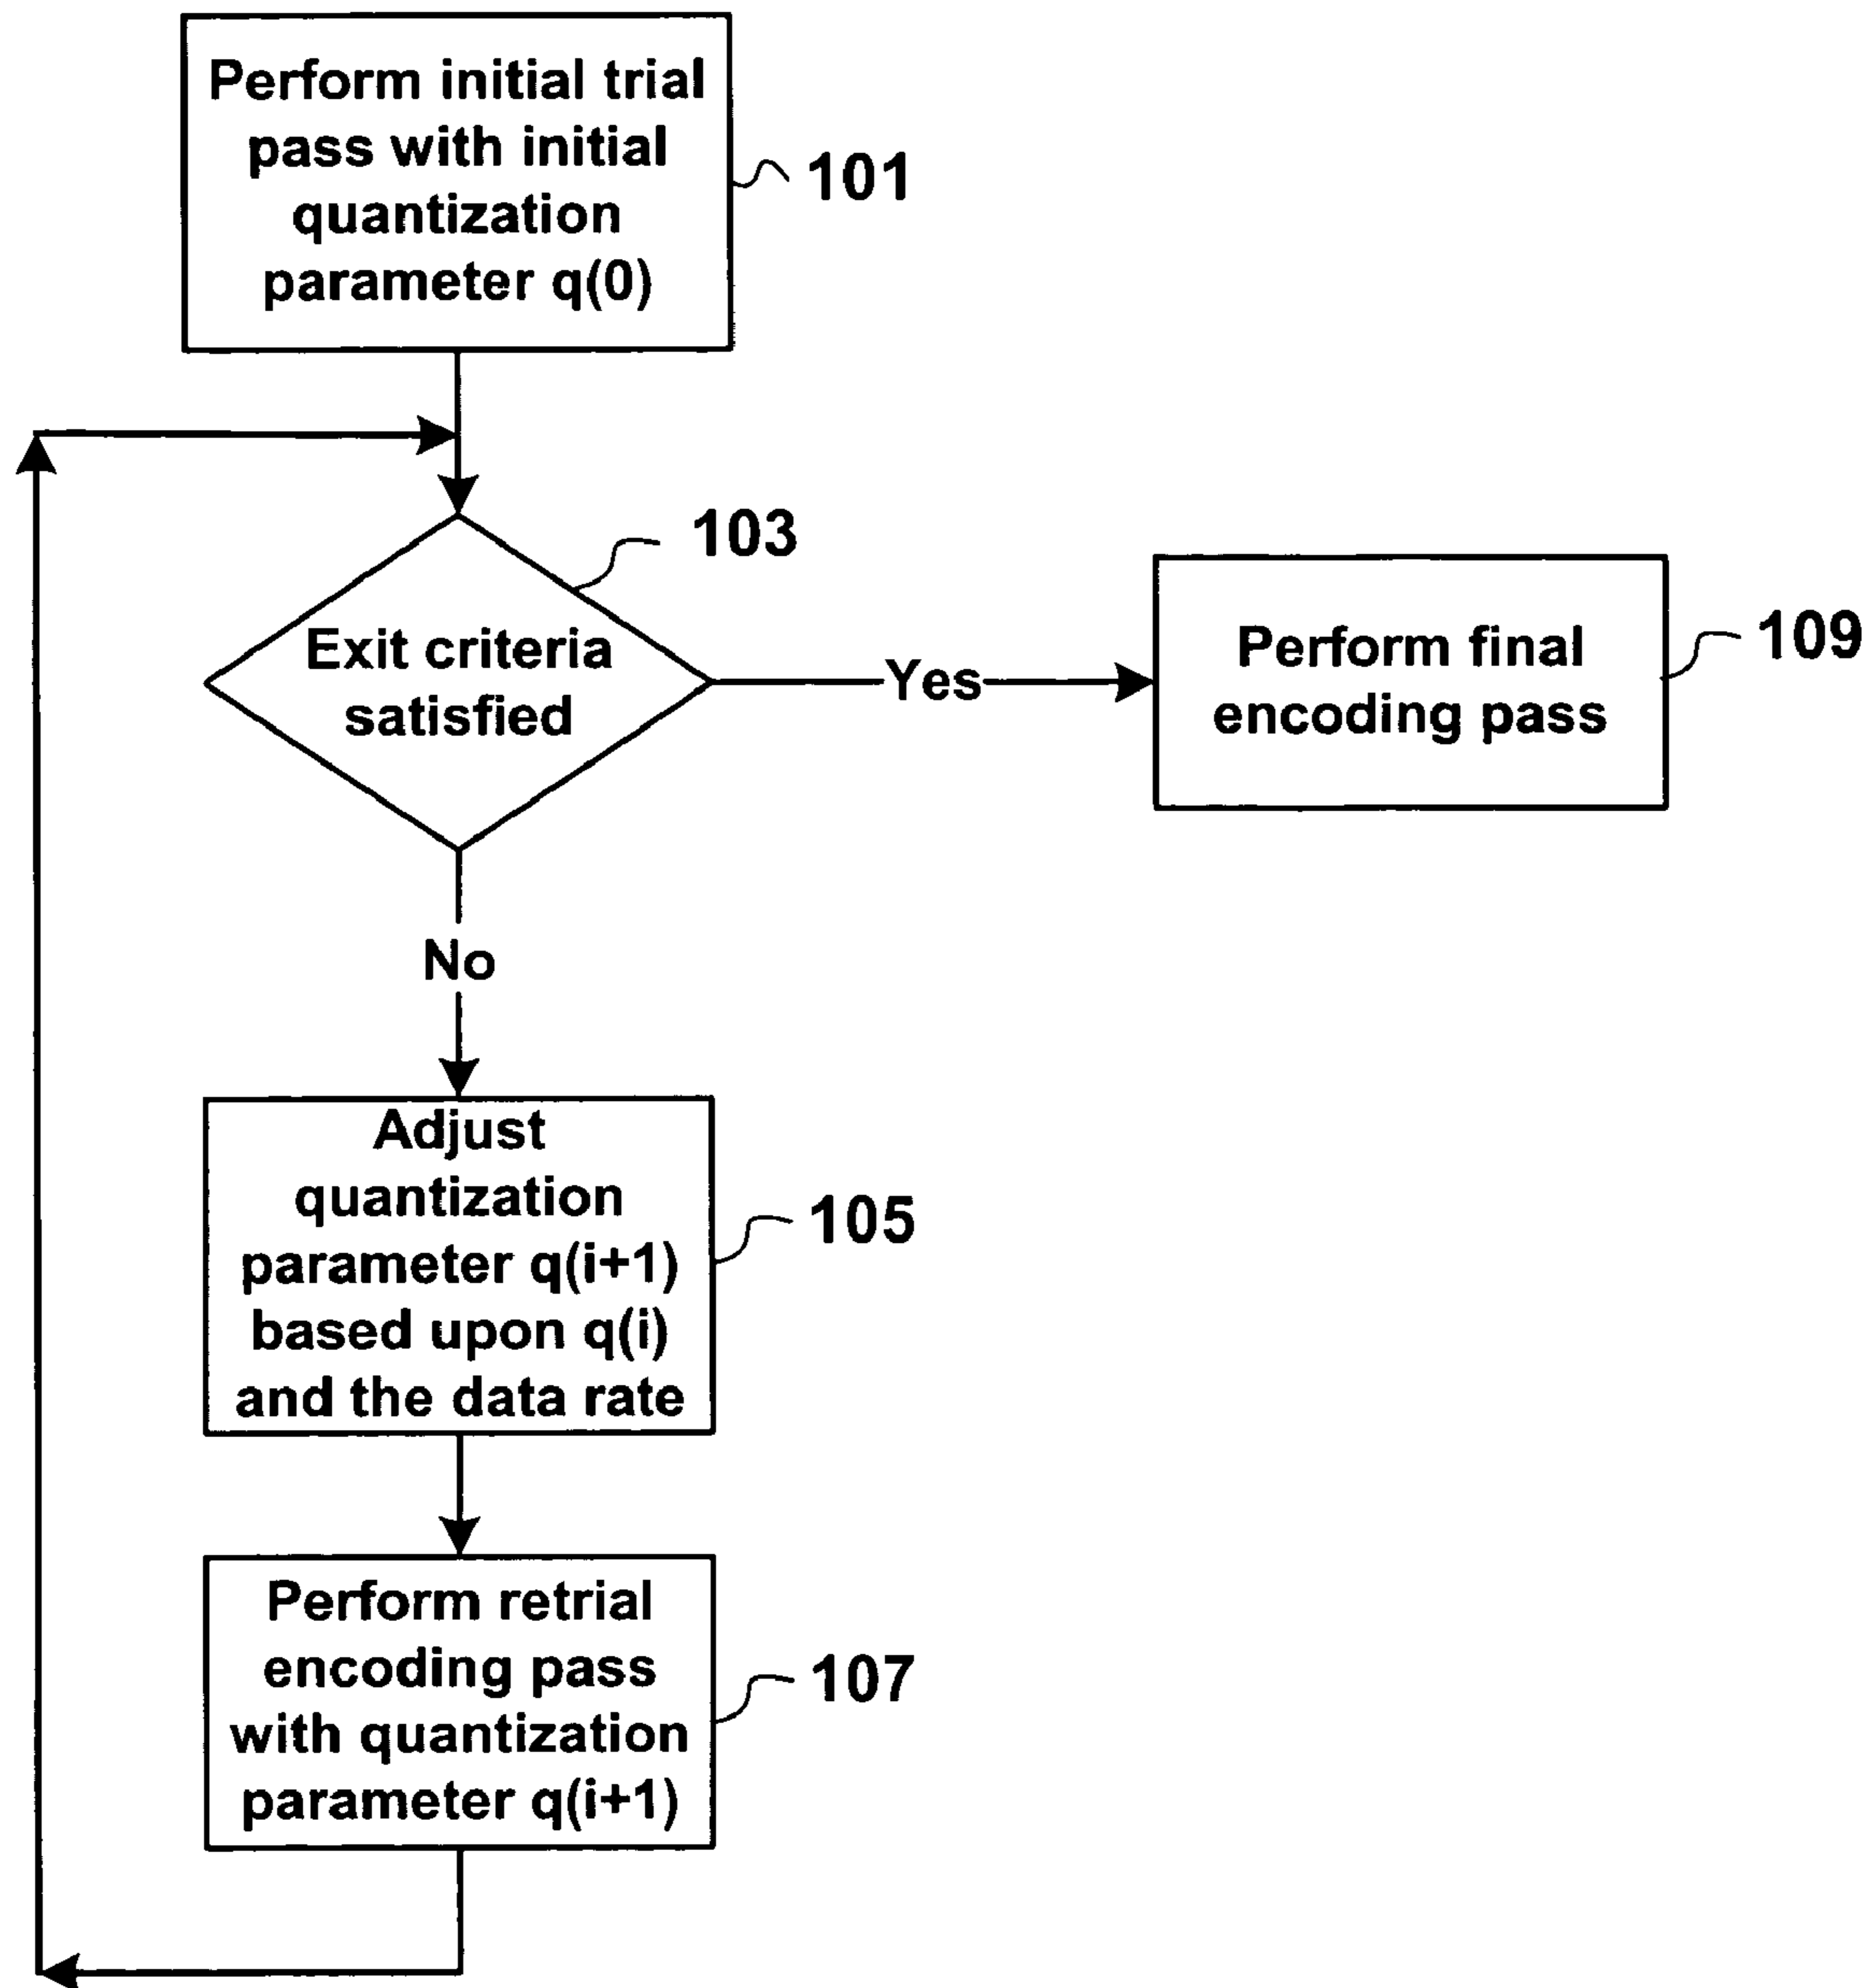 Perform initial trial
pass with initial
quantization
parameter q(0)
101
103
Exit criteria
satisfied
Yes
Perform final
encoding pass
109
No
Adjust
quantization
parameter q(i+1)
based upon q(i)
and the data rate
105
Perform retrial
encoding pass
with quantization
parameter q(i+1)
107